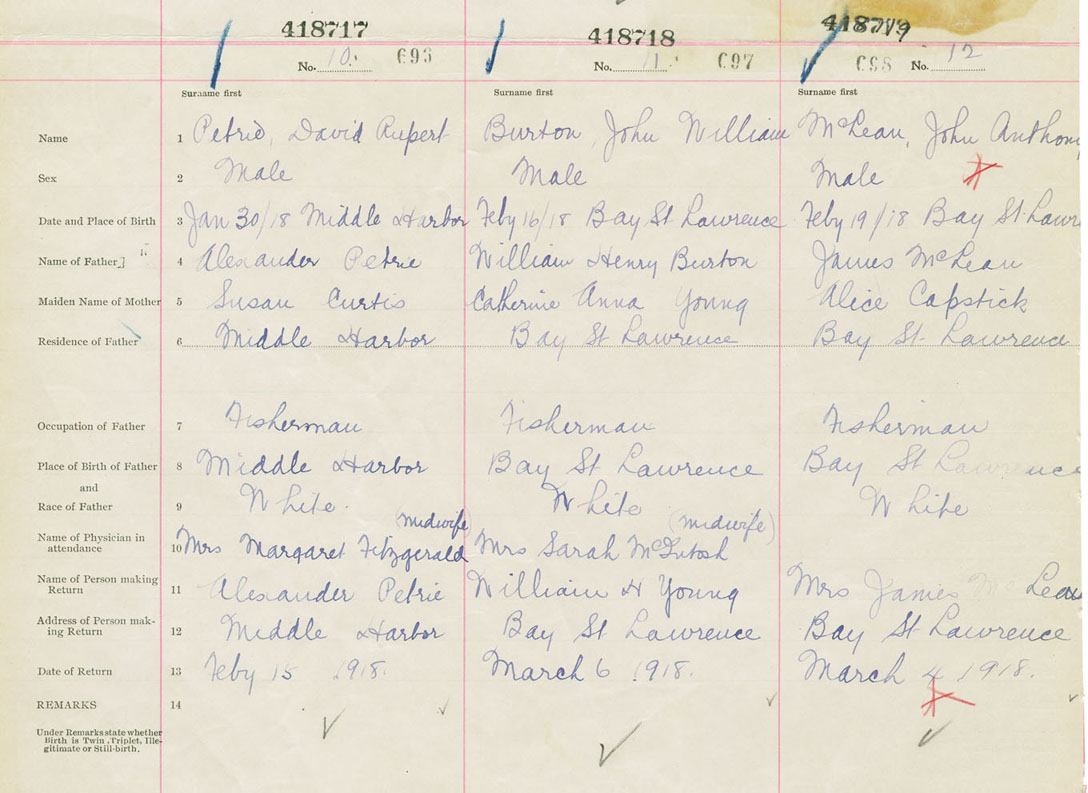 418717 418718 418719
No. 10. 696 No. 11. 697 698 No. 12
Surname first Surname first Surname first
Name 1 Petrie, David Rupert Burton, John William McLean, John Anthony
Sex 2 Male Male Male
Date and Place of Birth 3 Jan 30/18 Middle Harbor Feby 16/18 Bay St Lawrence Feby 19/18 Bay St Lawr
Name of Father 4 Alexander Petrie William Henry Burton James McLean
Maiden Name of Mother 5 Susan Curtis Catherine Anna Young Alice Capstick
Residence of Father 6 Middle Harbor Bay St Lawrence Bay St Lawrence
Occupation of Father 7 Fisherman Fisherman Fisherman
Place of Birth of Father 8 Middle Harbor Bay St Lawrence Bay St Lawrence
and
Race of Father 9 White. White White
(midwife) (midwife)
Name of Physician in
attendance 10 Mrs Margaret Fitzgerald Mrs Sarah McIntosh
Name of Person making
Return 11 Alexander Petrie William H Young Mrs James McLean
Address of Person mak-
ing Return 12 Middle Harbor Bay St Lawrence Bay St Lawrence
Date of Return 13 Feby 15 1918. March 6 1918. March 4 1918.
REMARKS 14
Under Remarks state whether
Birth is Twin, Triplet, Ille-
gitimate or Still-birth.